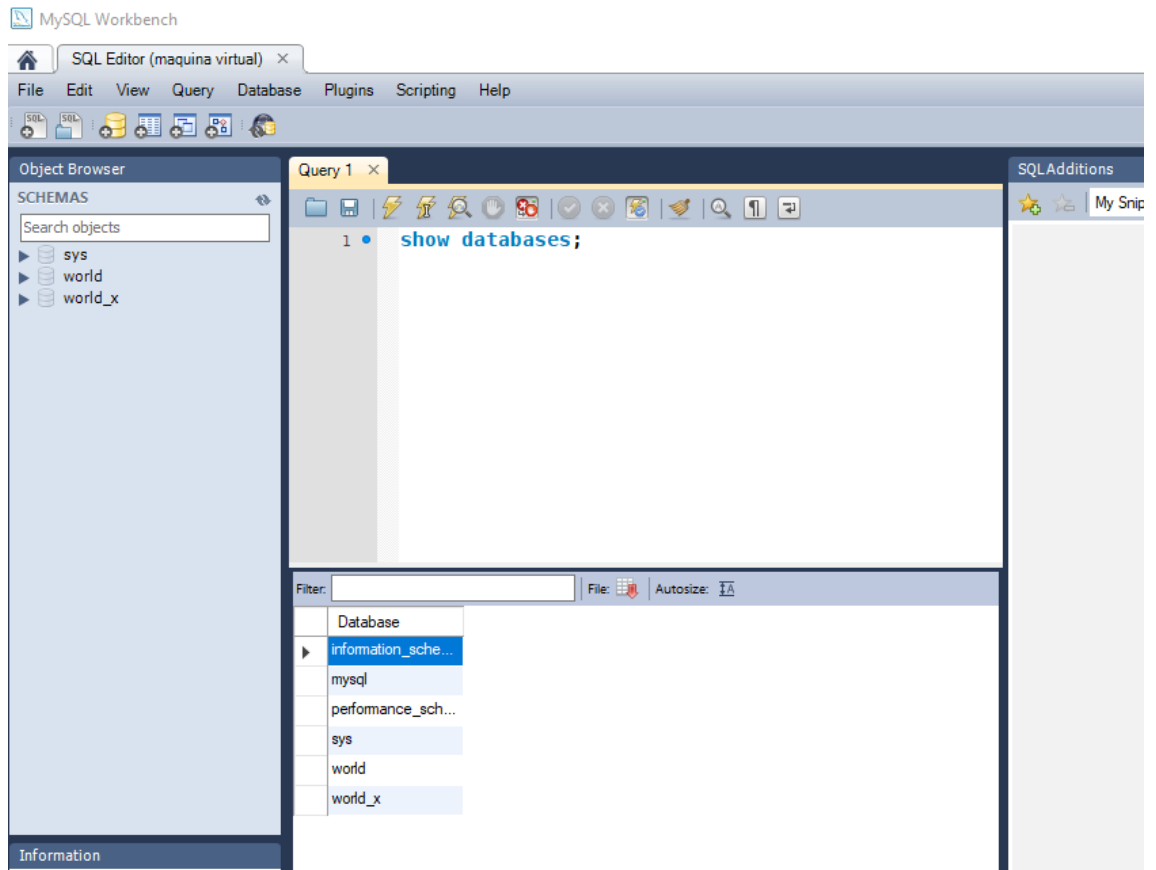 MySQL Workbench
SQL Editor (maquina virtual) ×
File Edit View Query Database Plugins Scripting Help
SQL SQL
Object Browser
Query 1 ×
SQLAdditions
SCHEMAS
My Snip
Search objects
1 show databases;
sys
world
world_x
Filter: File: Autosize:
Database
information_sche...
mysql
performance_sch...
sys
world
world_x
Information